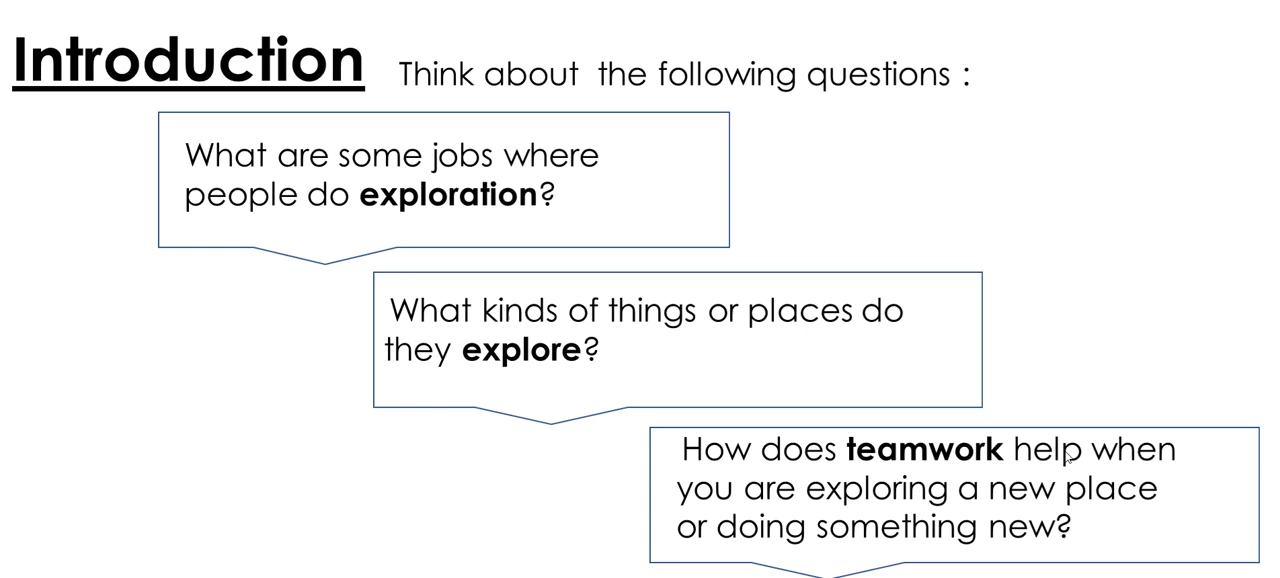 Introduction Think about the following questions :
What are some jobs where
people do exploration?
What kinds of things or places do
they explore?
How does teamwork help when
you are exploring a new place
or doing something new?